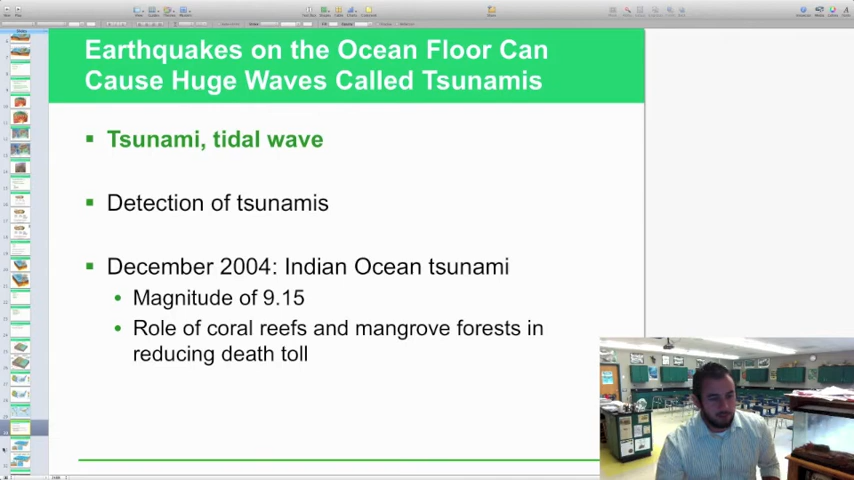 Earthquakes on the Ocean Floor Can
Cause Huge Waves Called Tsunamis
Tsunami, tidal wave
Detection of tsunamis
December 2004: Indian Ocean tsunami
Magnitude of 9.15
Role of coral reefs and mangrove forests in
reducing death toll